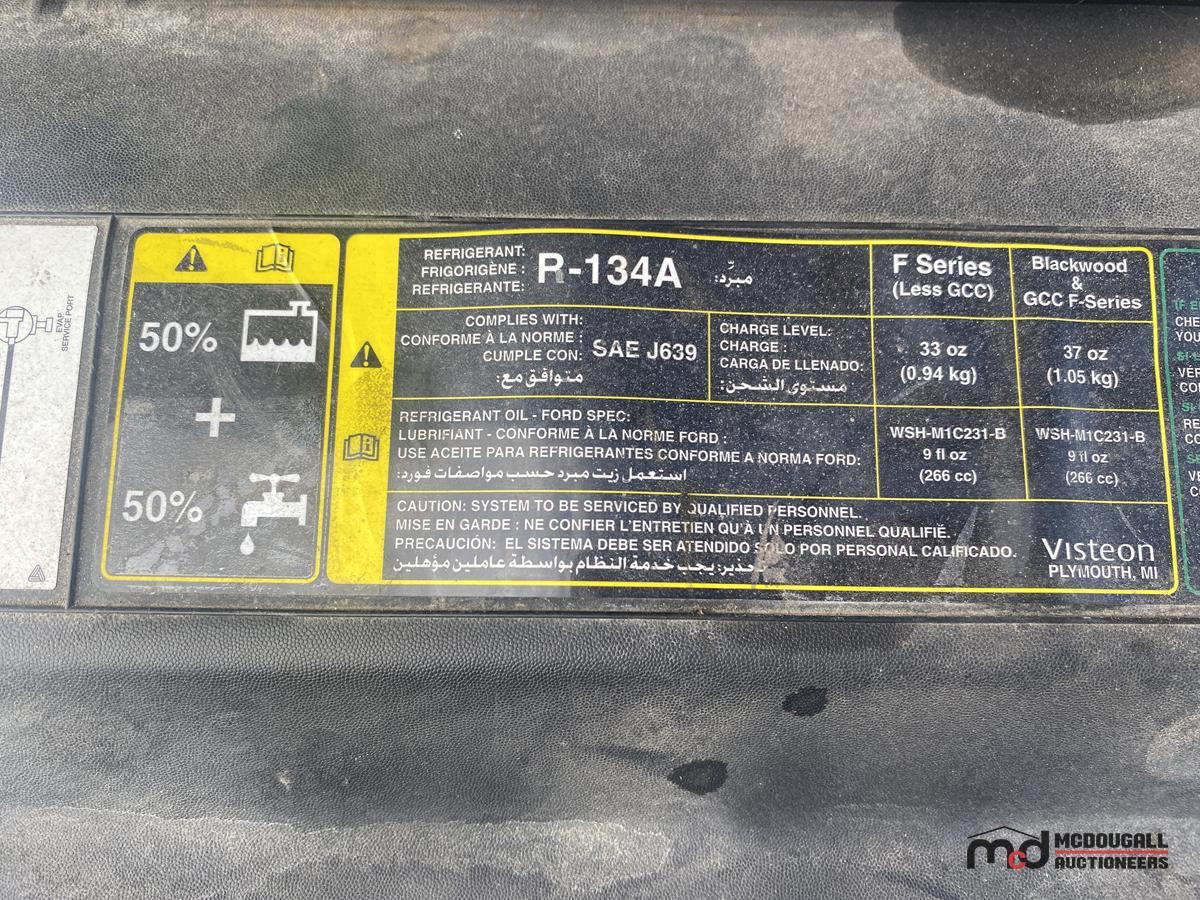 EVAP
SERVICE PORT
50%
+
50%
REFRIGERANT:
FRIGORIGÈNE :
REFRIGERANTE:
R-134A
مبرّد:
F Series
(Less GCC)
Blackwood
&
GCC F-Series
COMPLIES WITH:
CONFORME À LA NORME :
CUMPLE CON:
متوافق مع:
SAE J639
CHARGE LEVEL:
CHARGE :
CARGA DE LLENADO:
مستوى الشحن:
33 oz
(0.94 kg)
37 oz
(1.05 kg)
REFRIGERANT OIL - FORD SPEC:
LUBRIFIANT - CONFORME À LA NORME FORD :
USE ACEITE PARA REFRIGERANTES CONFORME A NORMA FORD:
استعمل زيت مبرد حسب مواصفات فورد:
WSH-M1C231-B
9 fl oz
(266 cc)
WSH-M1C231-B
9 fl oz
(266 cc)
CAUTION: SYSTEM TO BE SERVICED BY QUALIFIED PERSONNEL.
MISE EN GARDE : NE CONFIER L'ENTRETIEN QU'À UN PERSONNEL QUALIFIÉ.
PRECAUCIÓN: EL SISTEMA DEBE SER ATENDIDO SOLO POR PERSONAL CALIFICADO.
تحذير: يجب خدمة النظام بواسطة عاملين مؤهلين
Visteon
PLYMOUTH, MI
mcd MCDOUGALL
AUCTIONEERS